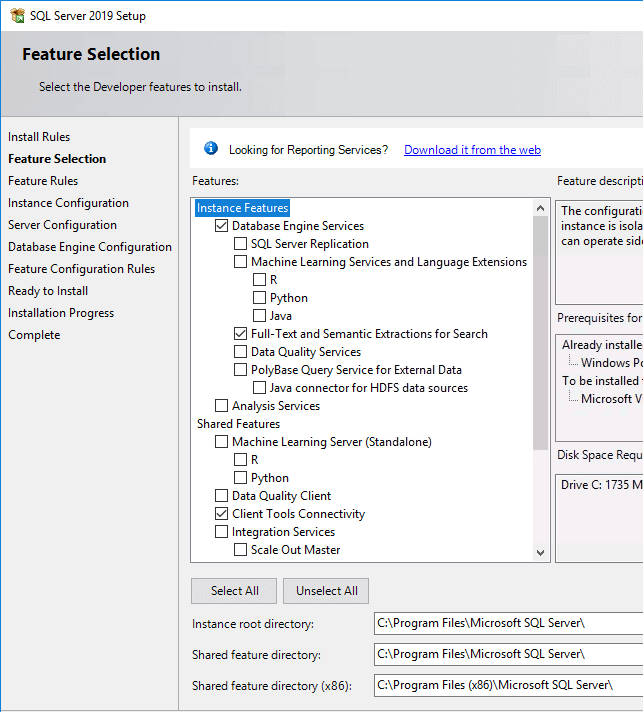 SQL Server 2019 Setup
Feature Selection
Select the Developer features to install.
Install Rules
Feature Selection
Feature Rules
Instance Configuration
Server Configuration
Database Engine Configuration
Feature Configuration Rules
Ready to Install
Installation Progress
Complete
Looking for Reporting Services? Download it from the web
Features:
Instance Features
Database Engine Services
SQL Server Replication
Machine Learning Services and Language Extensions
R
Python
Java
Full-Text and Semantic Extractions for Search
Data Quality Services
PolyBase Query Service for External Data
Java connector for HDFS data sources
Analysis Services
Shared Features
Machine Learning Server (Standalone)
R
Python
Data Quality Client
Client Tools Connectivity
Integration Services
Scale Out Master
Feature descripti
The configuratio
instance is isola
can operate side
Prerequisites for
Already installe
Windows Po
To be installed f
Microsoft V
Disk Space Requ
Drive C: 1735 M
Select All
Unselect All
Instance root directory: C:\Program Files\Microsoft SQL Server\
Shared feature directory: C:\Program Files\Microsoft SQL Server\
Shared feature directory (x86): C:\Program Files (x86)\Microsoft SQL Server\